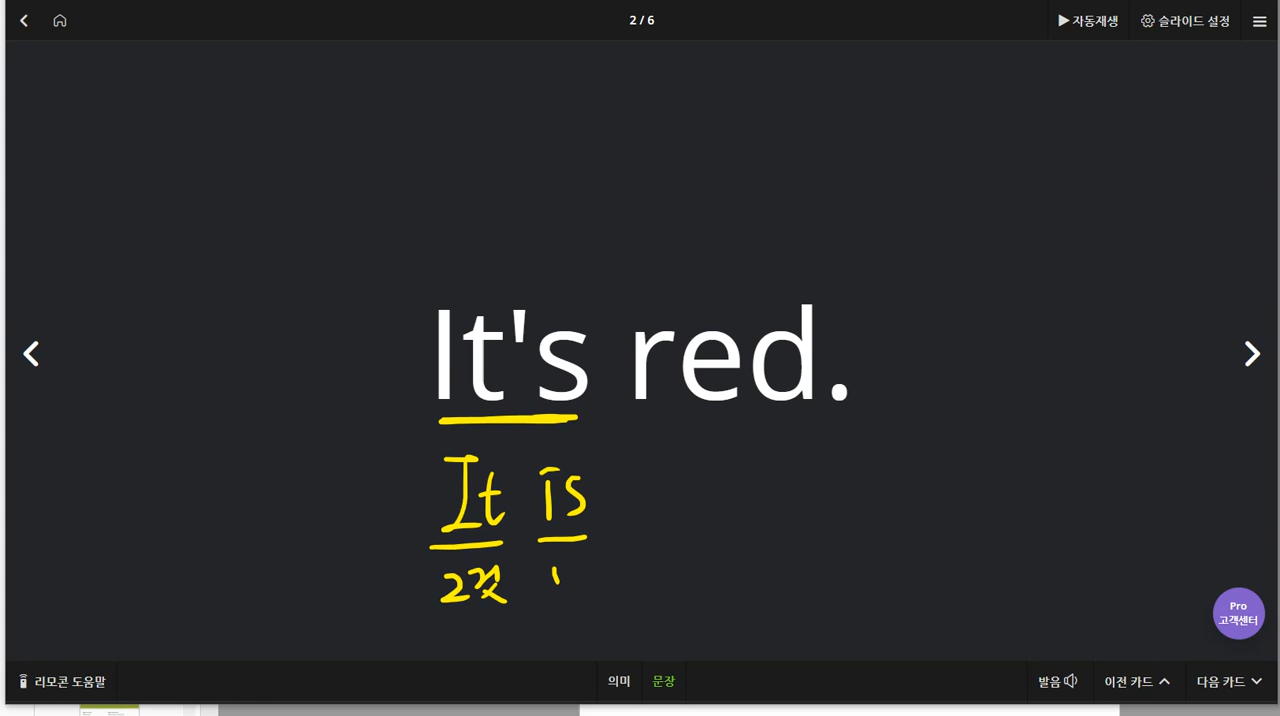 2 / 6
자동재생
슬라이드 설정
It's red.
It is
Pro
고객센터
리모콘 도움말
의미
문장
발음
이전 카드
다음 카드